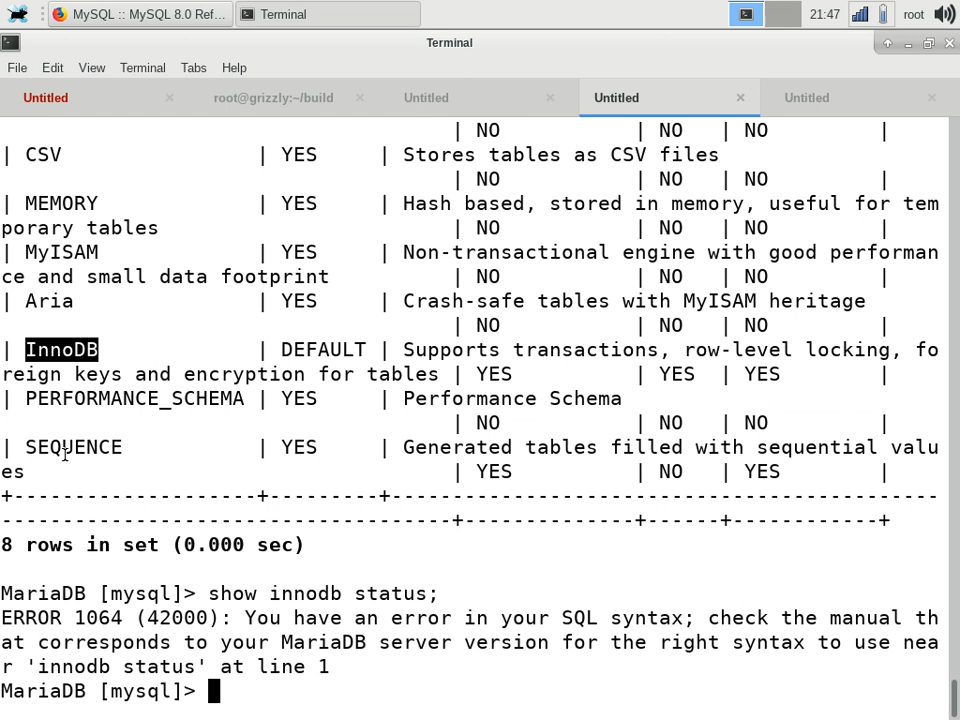 MySQL :: MySQL 8.0 Ref...
Terminal
21:47
root
Terminal
File Edit View Terminal Tabs Help
Untitled
root@grizzly:~/build
Untitled
Untitled
Untitled
| NO | NO | NO |
| CSV | YES | Stores tables as CSV files
| NO | NO | NO |
| MEMORY | YES | Hash based, stored in memory, useful for tem
porary tables | NO | NO | NO |
| MyISAM | YES | Non-transactional engine with good performan
ce and small data footprint | NO | NO | NO |
| Aria | YES | Crash-safe tables with MyISAM heritage
| NO | NO | NO |
| InnoDB | DEFAULT | Supports transactions, row-level locking, fo
reign keys and encryption for tables | YES | YES | YES |
| PERFORMANCE_SCHEMA | YES | Performance Schema
| NO | NO | NO |
| SEQUENCE | YES | Generated tables filled with sequential valu
es | YES | NO | YES |
+--------------------+---------+---------------------------------------------
--------------------------------------+--------------+------+------------+
8 rows in set (0.000 sec)
MariaDB [mysql]> show innodb status;
ERROR 1064 (42000): You have an error in your SQL syntax; check the manual th
at corresponds to your MariaDB server version for the right syntax to use nea
r 'innodb status' at line 1
MariaDB [mysql]>